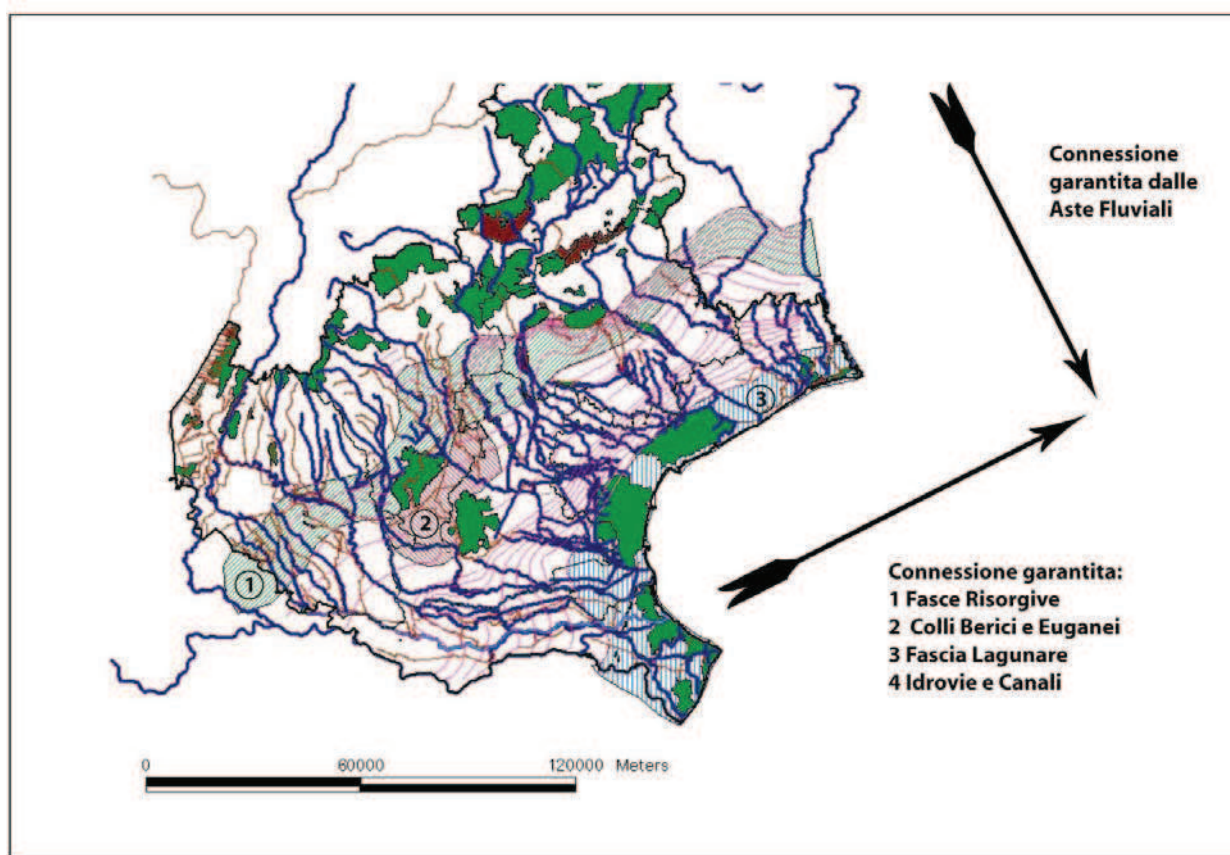 Connessione
garantita dalle
Aste Fluviali
3
2
1
Connessione garantita:
1 Fasce Risorgive
2 Colli Berici e Euganei
3 Fascia Lagunare
4 Idrovie e Canali
0 60000 120000 Meters